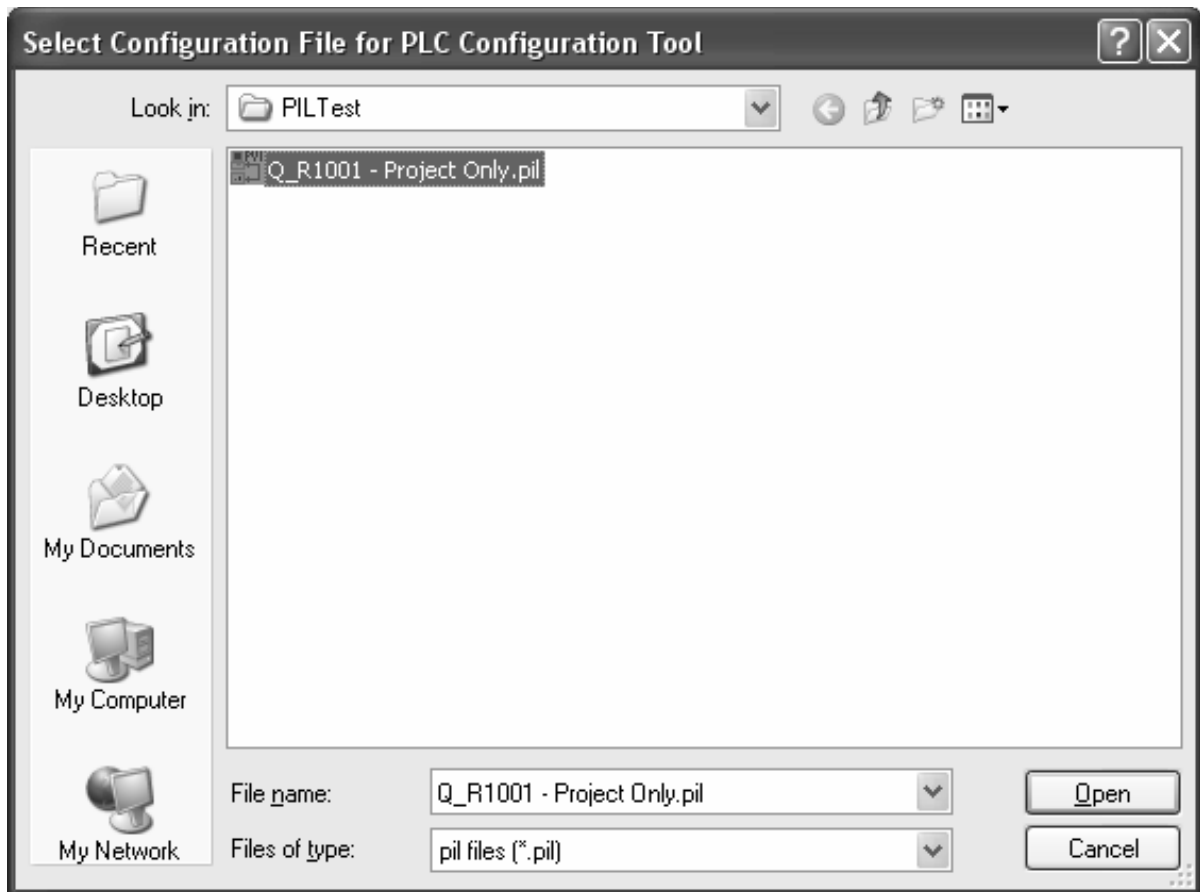 Select Configuration File for PLC Configuration Tool
Look in:
PILTest
Q_R1001 - Project Only.pil
Recent
Desktop
My Documents
My Computer
My Network
File name:
Q_R1001 - Project Only.pil
Open
Files of type:
pil files (*.pil)
Cancel